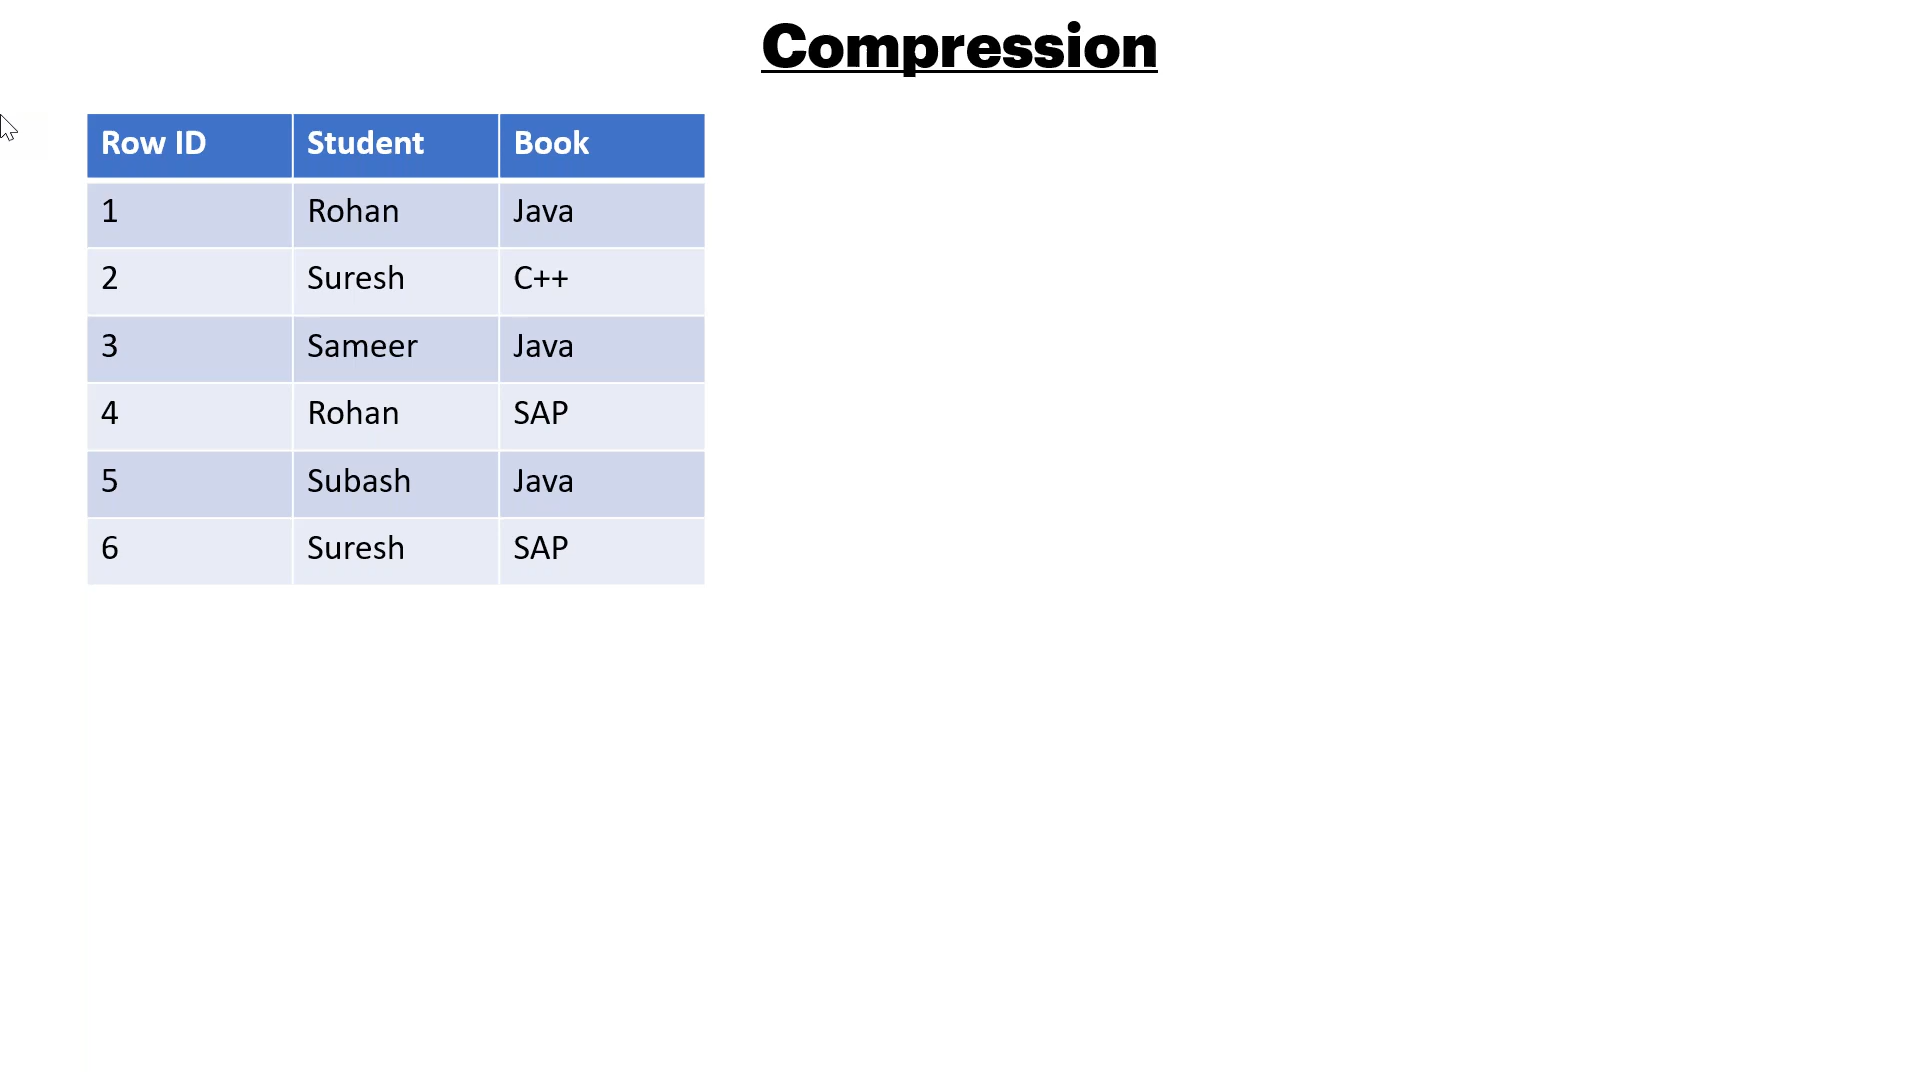 Compression
Row ID Student Book
1 Rohan Java
2 Suresh C++
3 Sameer Java
4 Rohan SAP
5 Subash Java
6 Suresh SAP